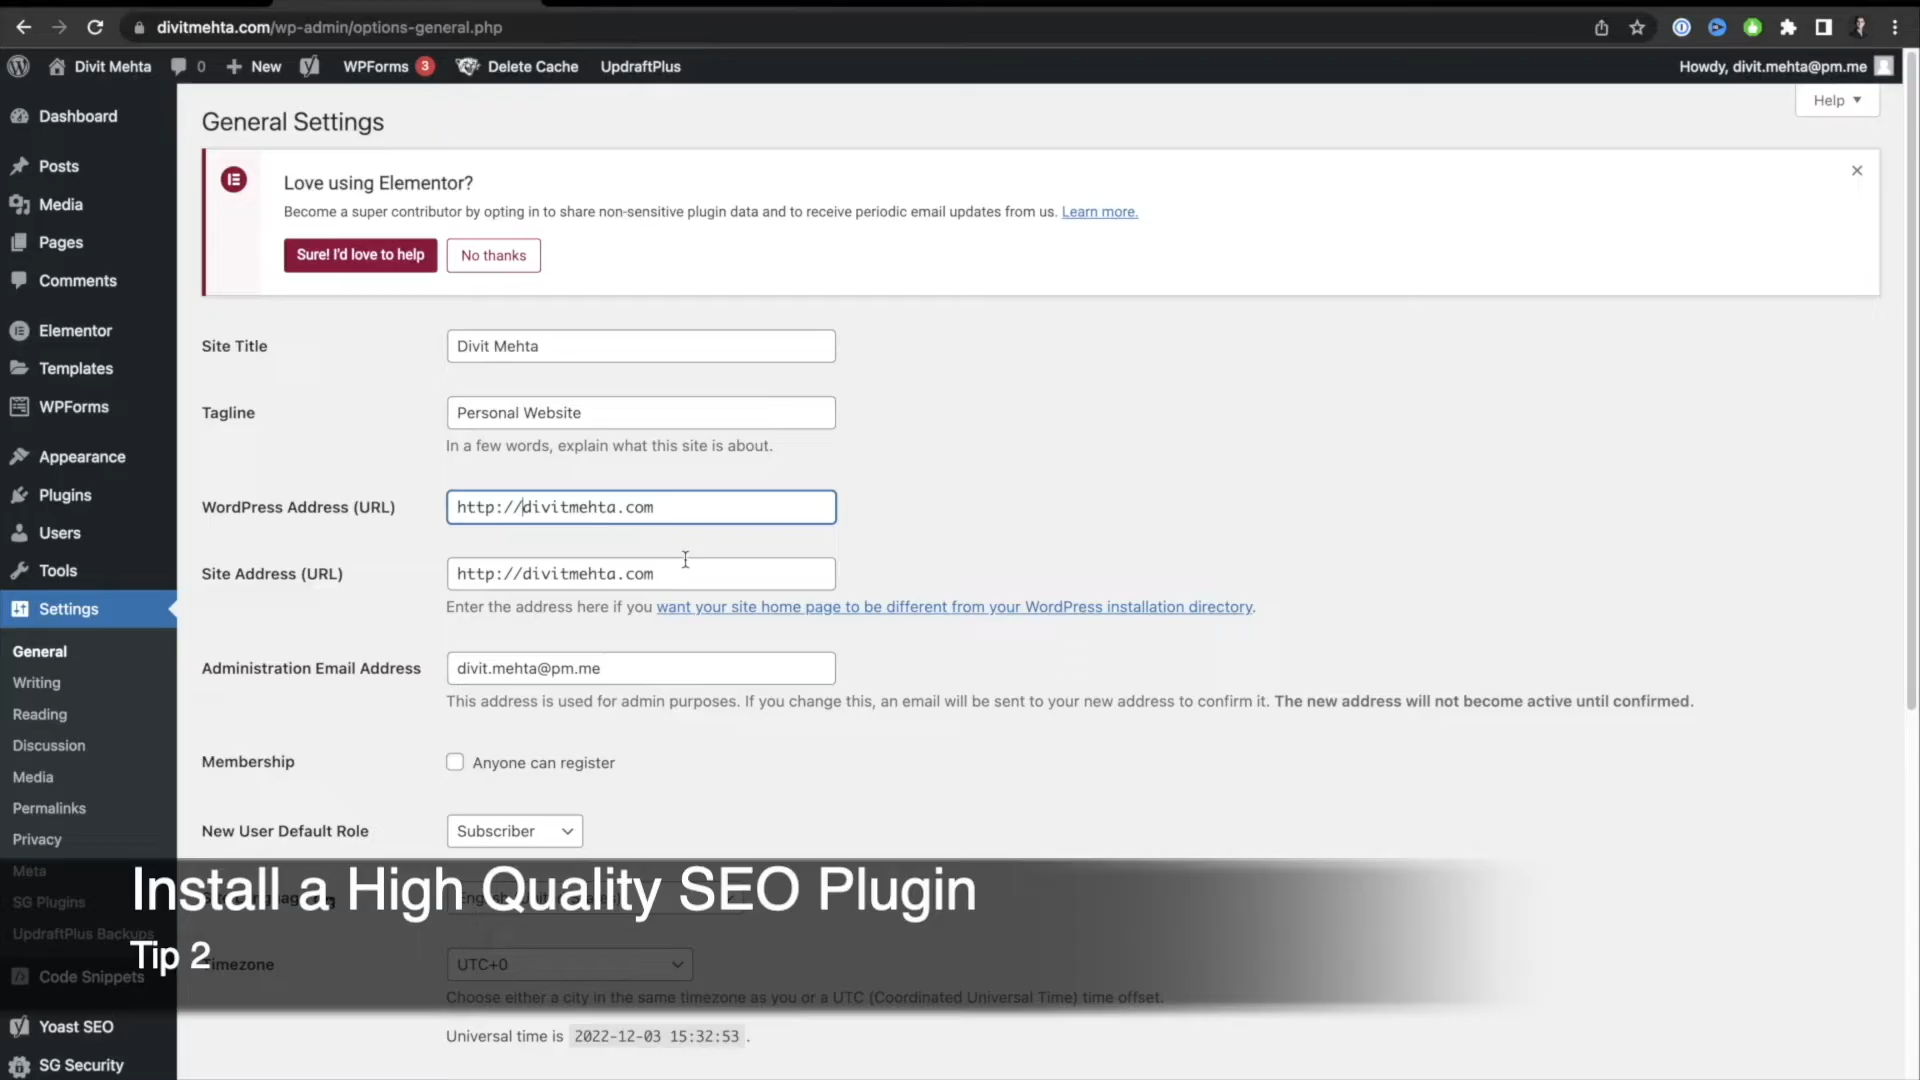 divitmehta.com/wp-admin/options-general.php
Divit Mehta
0
New
WPForms 3
Delete Cache
UpdraftPlus
Howdy, divit.mehta@pm.me
Help
Dashboard
Posts
Media
Pages
Comments
Elementor
Templates
WPForms
Appearance
Plugins
Users
Tools
Settings
General
Writing
Reading
Discussion
Media
Permalinks
Privacy
Meta
SG Plugins
UpdraftPlus Backups
Code Snippets
Yoast SEO
SG Security
General Settings
Love using Elementor?
Become a super contributor by opting in to share non-sensitive plugin data and to receive periodic email updates from us. Learn more.
Sure! I'd love to help
No thanks
Site Title
Divit Mehta
Tagline
Personal Website
In a few words, explain what this site is about.
WordPress Address (URL)
http://divitmehta.com
Site Address (URL)
http://divitmehta.com
Enter the address here if you want your site home page to be different from your WordPress installation directory.
Administration Email Address
divit.mehta@pm.me
This address is used for admin purposes. If you change this, an email will be sent to your new address to confirm it. The new address will not become active until confirmed.
Membership
Anyone can register
New User Default Role
Subscriber
Install a High Quality SEO Plugin
Tip 2
Timezone
UTC+0
Choose either a city in the same timezone as you or a UTC (Coordinated Universal Time) time offset.
Universal time is 2022-12-03 15:32:53 .